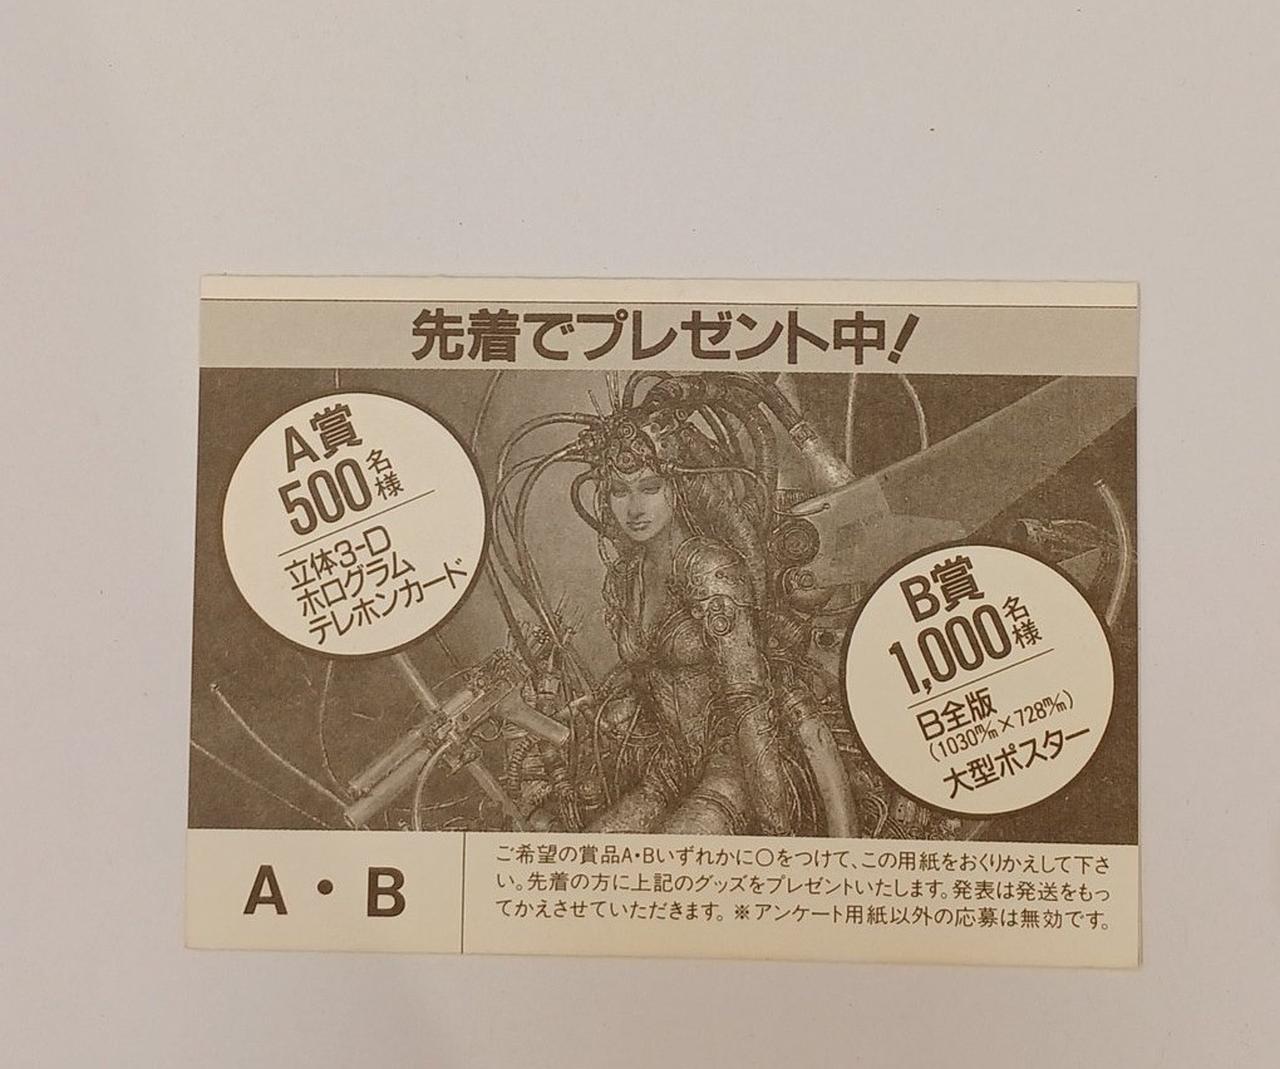 先着でプレゼント中!
A賞
500名様
立体3-D
ホログラム
テレホンカード
B賞
1,000名様
B全版
(1030m/m×728m/m)
大型ポスター
A・B
ご希望の賞品A・Bいずれかに〇をつけて、この用紙をおくりかえして下さ
い。先着の方に上記のグッズをプレゼントいたします。発表は発送をもっ
てかえさせていただきます。※アンケート用紙以外の応募は無効です。